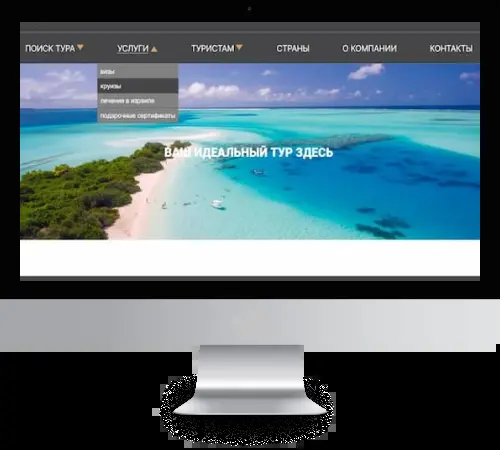 ПОИСК ТУРА УСЛУГИ ТУРИСТАМ СТРАНЫ О КОМПАНИИ КОНТАКТЫ
визы
круизы
лечение в израиле
подарочные сертификаты
ВАШ ИДЕАЛЬНЫЙ ТУР ЗДЕСЬ